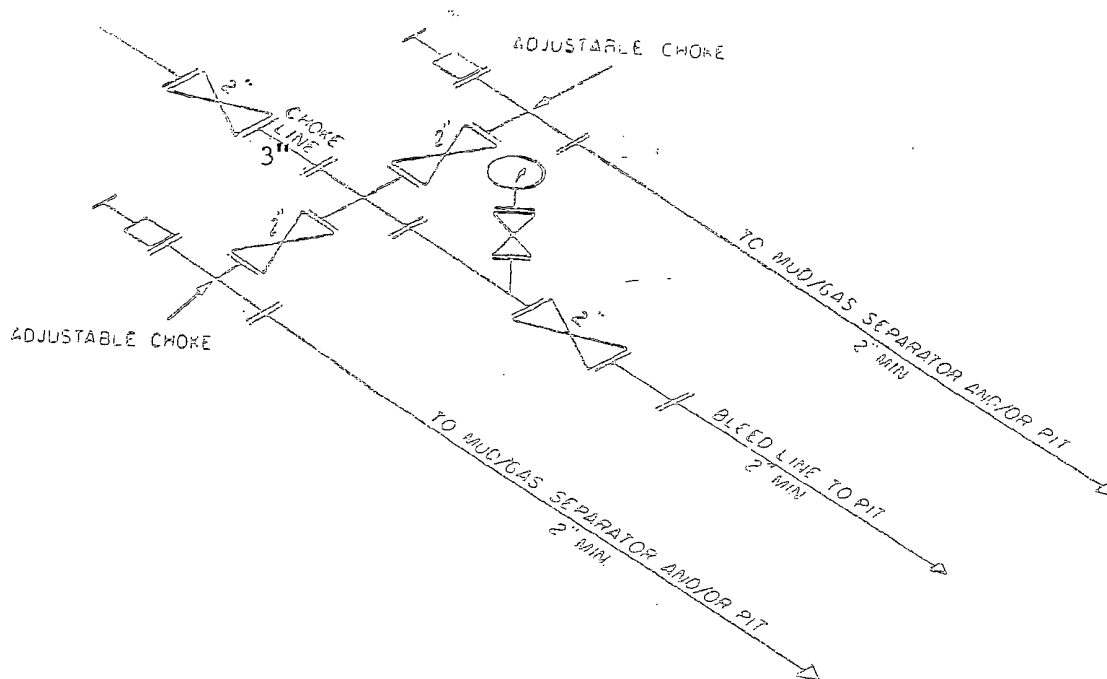 ADJUSTABLE CHOKE
2"
CHOKE
LINE
3"
2"
P
2"
ADJUSTABLE CHOKE
2"
TO MUD/GAS SEPARATOR AND/OR PIT
2" MIN
BLEED LINE TO PIT
2" MIN
TO MUD/GAS SEPARATOR AND/OR PIT
2" MIN.